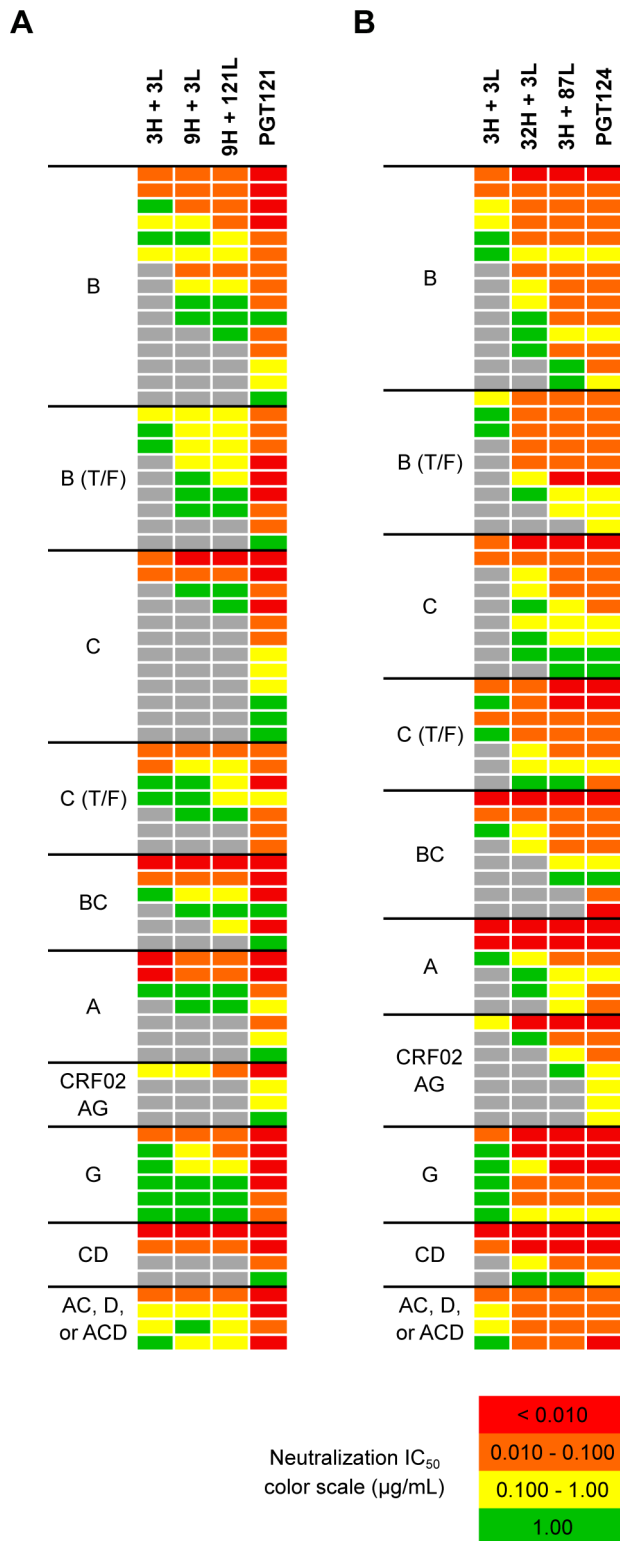 A
3H + 3L
9H + 3L
9H + 121L
PGT121
B
B (T/F)
C
C (T/F)
BC
A
CRF02
AG
G
CD
AC, D,
or ACD
B
3H + 3L
32H + 3L
3H + 87L
PGT124
B
B (T/F)
C
C (T/F)
BC
A
CRF02
AG
G
CD
AC, D,
or ACD
Neutralization IC₅₀
color scale (µg/mL)
< 0.010
0.010 - 0.100
0.100 - 1.00
1.00